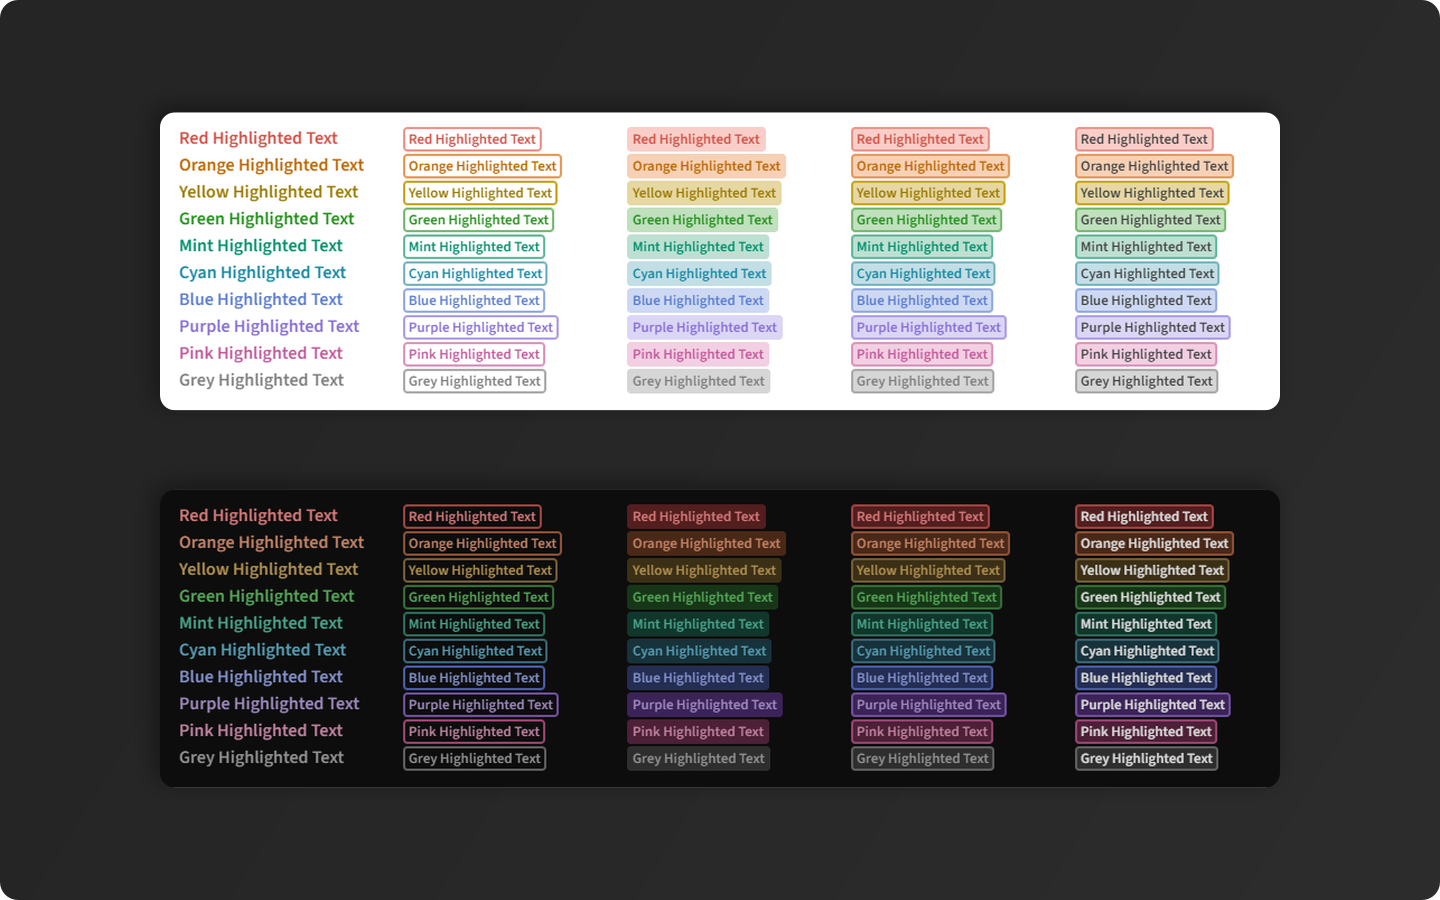 Red Highlighted Text Red Highlighted Text Red Highlighted Text Red Highlighted Text Red Highlighted Text
Orange Highlighted Text Orange Highlighted Text Orange Highlighted Text Orange Highlighted Text Orange Highlighted Text
Yellow Highlighted Text Yellow Highlighted Text Yellow Highlighted Text Yellow Highlighted Text Yellow Highlighted Text
Green Highlighted Text Green Highlighted Text Green Highlighted Text Green Highlighted Text Green Highlighted Text
Mint Highlighted Text Mint Highlighted Text Mint Highlighted Text Mint Highlighted Text Mint Highlighted Text
Cyan Highlighted Text Cyan Highlighted Text Cyan Highlighted Text Cyan Highlighted Text Cyan Highlighted Text
Blue Highlighted Text Blue Highlighted Text Blue Highlighted Text Blue Highlighted Text Blue Highlighted Text
Purple Highlighted Text Purple Highlighted Text Purple Highlighted Text Purple Highlighted Text Purple Highlighted Text
Pink Highlighted Text Pink Highlighted Text Pink Highlighted Text Pink Highlighted Text Pink Highlighted Text
Grey Highlighted Text Grey Highlighted Text Grey Highlighted Text Grey Highlighted Text Grey Highlighted Text
Red Highlighted Text Red Highlighted Text Red Highlighted Text Red Highlighted Text Red Highlighted Text
Orange Highlighted Text Orange Highlighted Text Orange Highlighted Text Orange Highlighted Text Orange Highlighted Text
Yellow Highlighted Text Yellow Highlighted Text Yellow Highlighted Text Yellow Highlighted Text Yellow Highlighted Text
Green Highlighted Text Green Highlighted Text Green Highlighted Text Green Highlighted Text Green Highlighted Text
Mint Highlighted Text Mint Highlighted Text Mint Highlighted Text Mint Highlighted Text Mint Highlighted Text
Cyan Highlighted Text Cyan Highlighted Text Cyan Highlighted Text Cyan Highlighted Text Cyan Highlighted Text
Blue Highlighted Text Blue Highlighted Text Blue Highlighted Text Blue Highlighted Text Blue Highlighted Text
Purple Highlighted Text Purple Highlighted Text Purple Highlighted Text Purple Highlighted Text Purple Highlighted Text
Pink Highlighted Text Pink Highlighted Text Pink Highlighted Text Pink Highlighted Text Pink Highlighted Text
Grey Highlighted Text Grey Highlighted Text Grey Highlighted Text Grey Highlighted Text Grey Highlighted Text